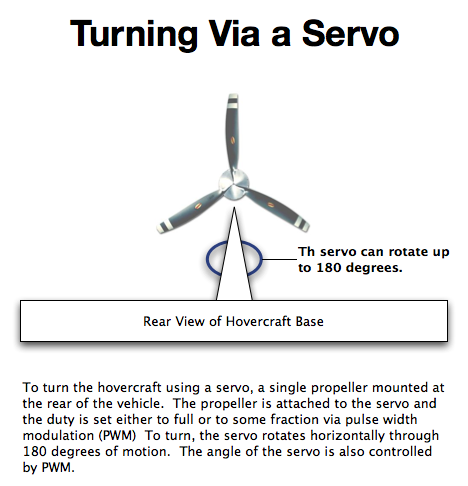 Turning Via a Servo
Th servo can rotate up
to 180 degrees.
Rear View of Hovercraft Base
To turn the hovercraft using a servo, a single propeller mounted at
the rear of the vehicle.  The propeller is attached to the servo and
the duty is set either to full or to some fraction via pulse width
modulation (PWM)  To turn, the servo rotates horizontally through
180 degrees of motion.  The angle of the servo is also controlled
by PWM.